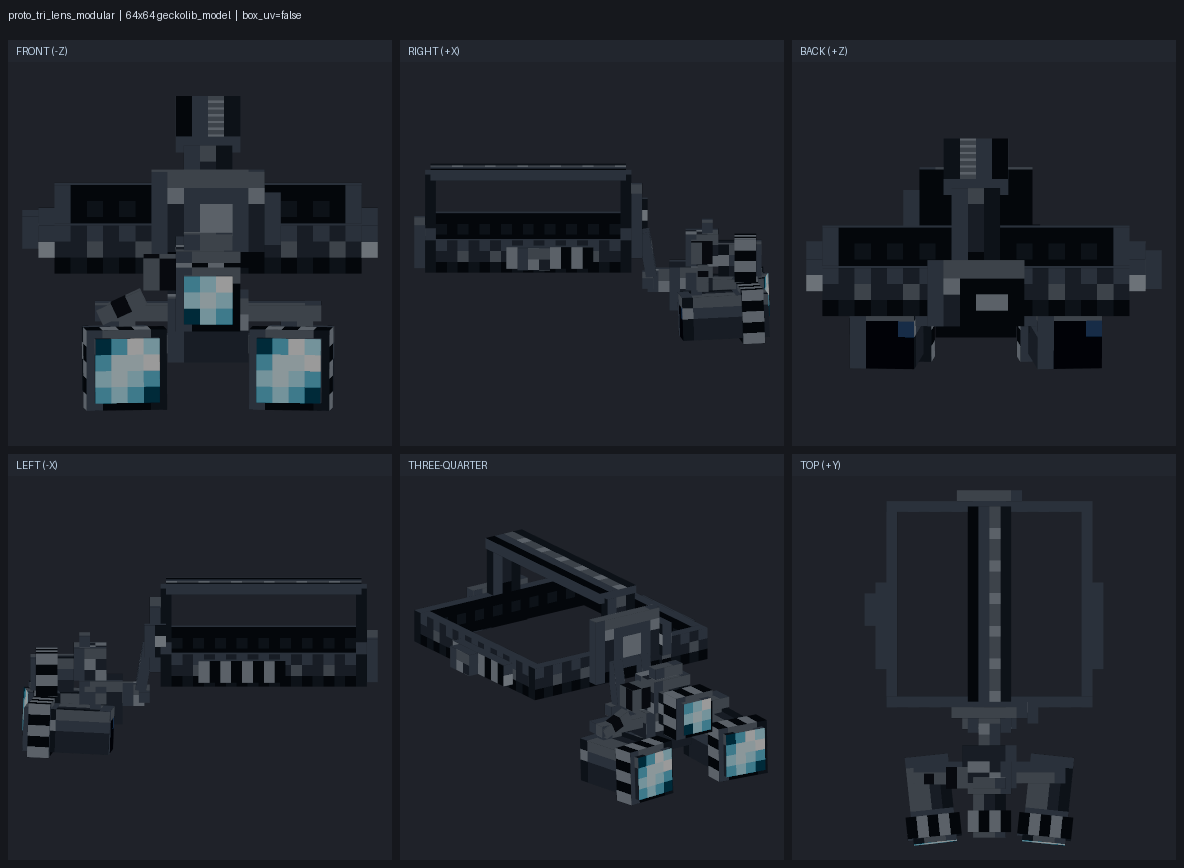 proto_tri_lens_modular | 64x64 geckolib_model | box_uv=false
FRONT (-Z)
RIGHT (+X)
BACK (+Z)
LEFT (-X)
THREE-QUARTER
TOP (+Y)